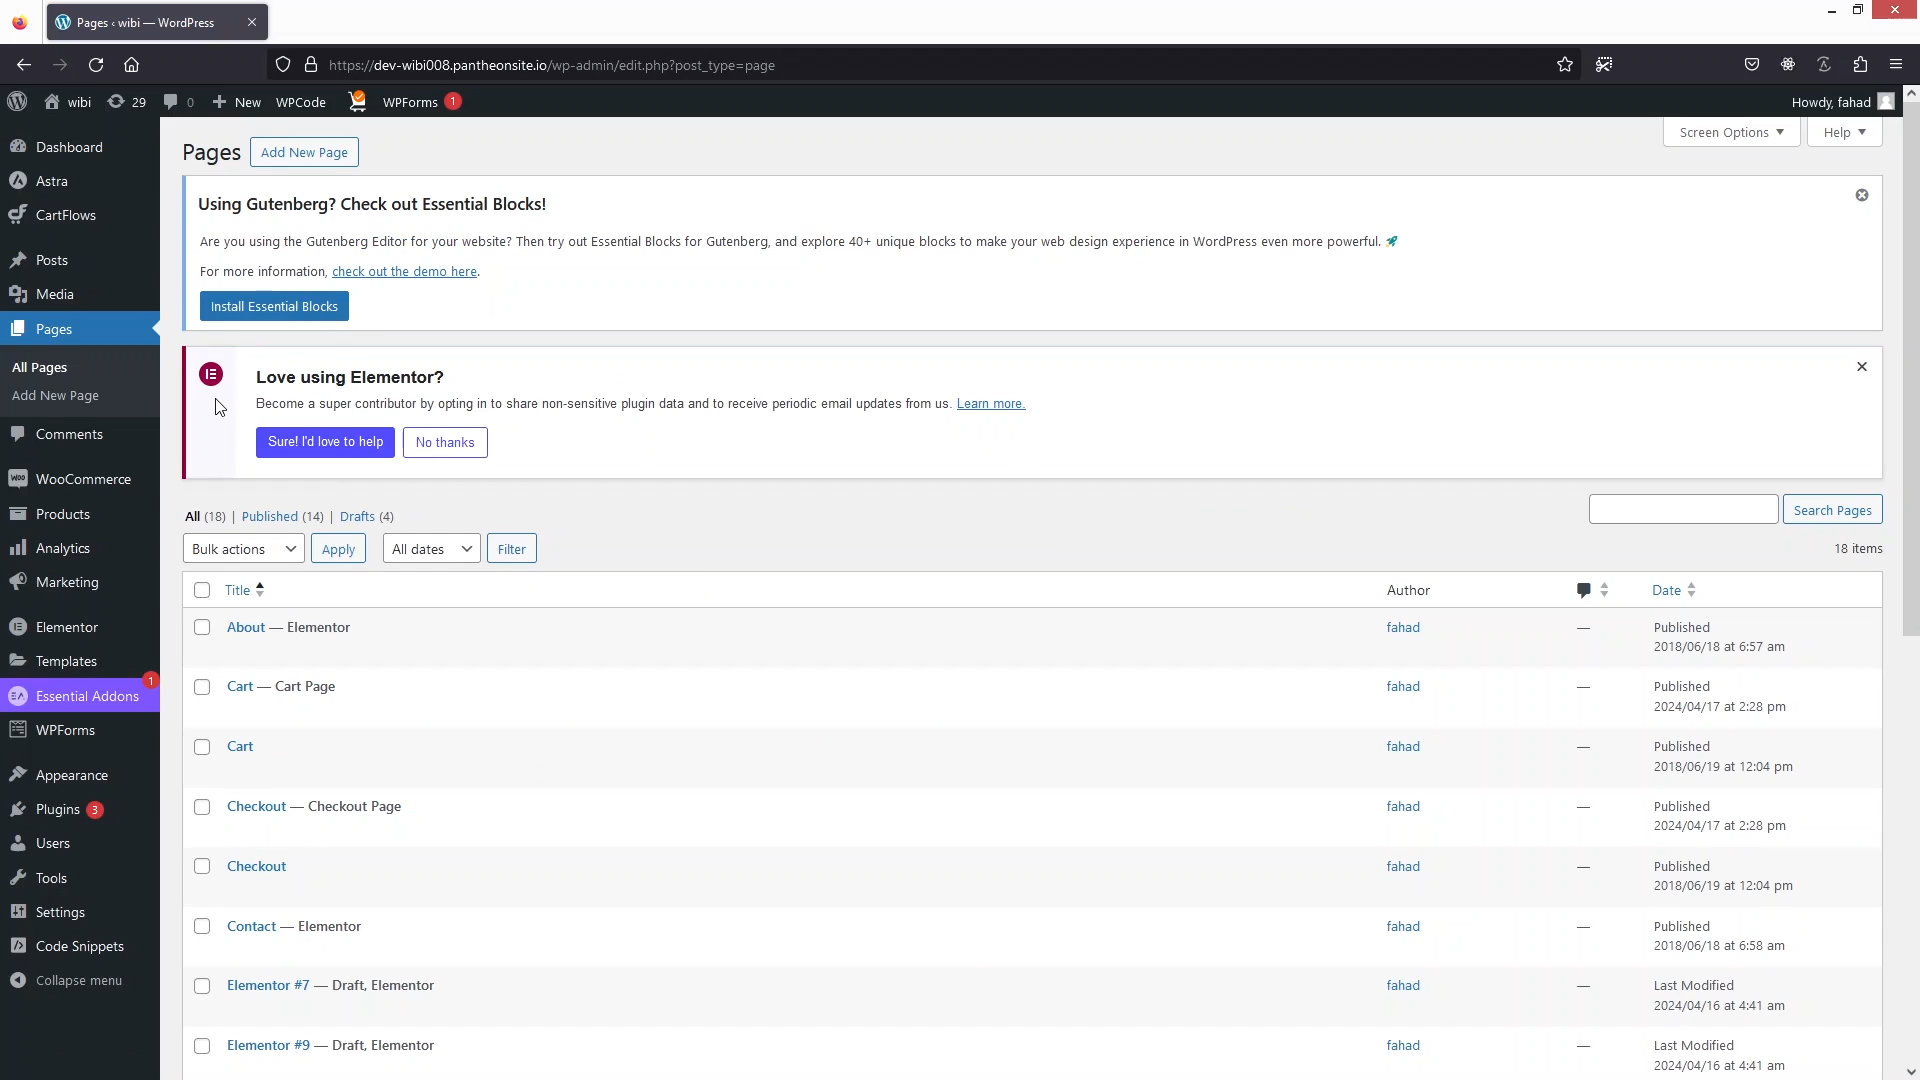 Pages ‹ wibi — WordPress
https://dev-wibi008.pantheonsite.io/wp-admin/edit.php?post_type=page
wibi 29 0 New WPCode WPForms 1 Howdy, fahad
Screen Options Help
Dashboard
Astra
CartFlows
Posts
Media
Pages
All Pages
Add New Page
Comments
WooCommerce
Products
Analytics
Marketing
Elementor
Templates
Essential Addons 1
WPForms
Appearance
Plugins 3
Users
Tools
Settings
Code Snippets
Collapse menu
Pages Add New Page
Using Gutenberg? Check out Essential Blocks!
Are you using the Gutenberg Editor for your website? Then try out Essential Blocks for Gutenberg, and explore 40+ unique blocks to make your web design experience in WordPress even more powerful. 🚀
For more information, check out the demo here.
Install Essential Blocks
Love using Elementor?
Become a super contributor by opting in to share non-sensitive plugin data and to receive periodic email updates from us. Learn more.
Sure! I'd love to help No thanks
All (18) | Published (14) | Drafts (4)
Search Pages
Bulk actions Apply All dates Filter 18 items
Title Author Date
About — Elementor fahad — Published
2018/06/18 at 6:57 am
Cart — Cart Page fahad — Published
2024/04/17 at 2:28 pm
Cart fahad — Published
2018/06/19 at 12:04 pm
Checkout — Checkout Page fahad — Published
2024/04/17 at 2:28 pm
Checkout fahad — Published
2018/06/19 at 12:04 pm
Contact — Elementor fahad — Published
2018/06/18 at 6:58 am
Elementor #7 — Draft, Elementor fahad — Last Modified
2024/04/16 at 4:41 am
Elementor #9 — Draft, Elementor fahad — Last Modified
2024/04/16 at 4:41 am